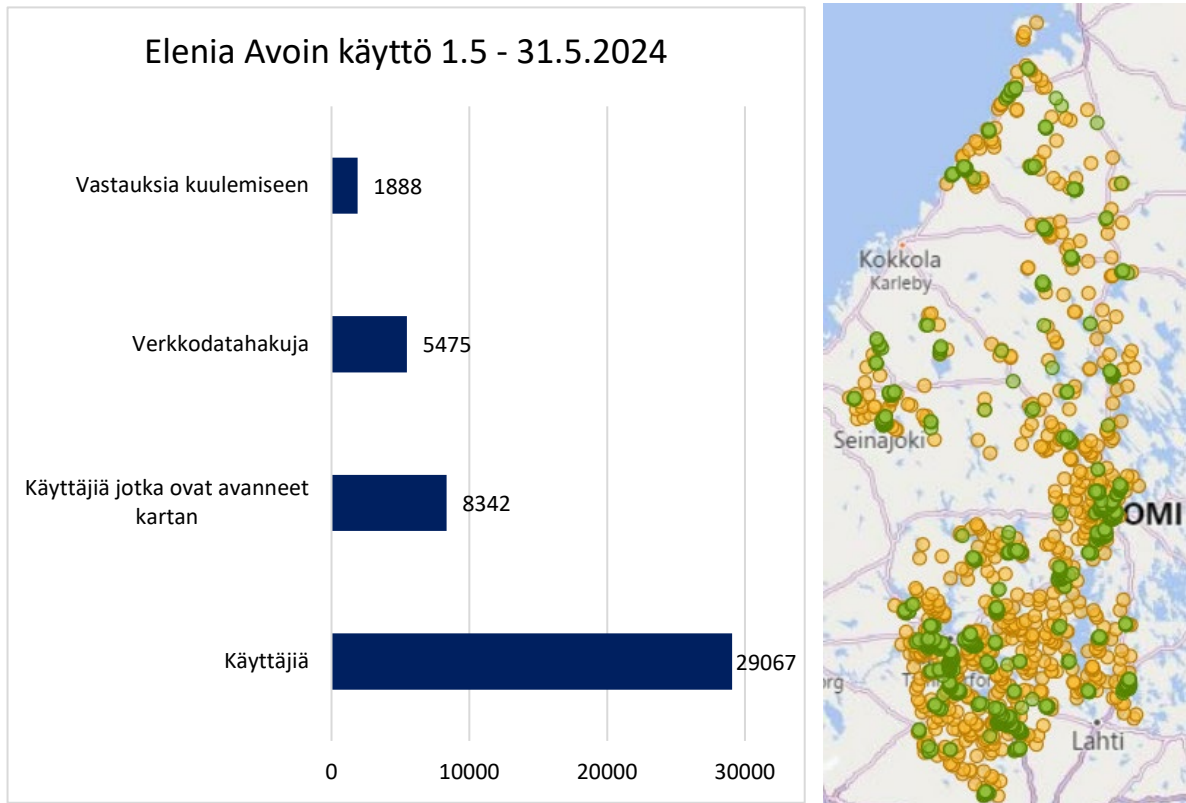 Elenia Avoin käyttö 1.5 - 31.5.2024
Vastauksia kuulemiseen
1888
Verkkodatahakuja
5475
Käyttäjiä jotka ovat avanneet
kartan
8342
Käyttäjiä
29067
0 10000 20000 30000
Kokkola
Karleby
Seinäjoki
OMI
Lahti